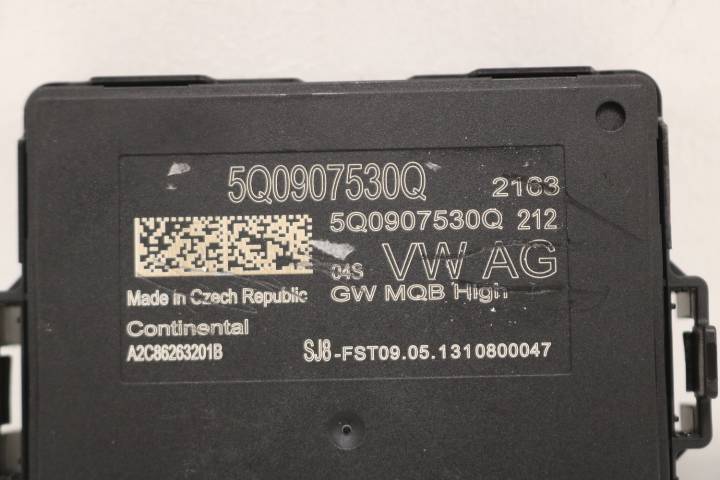 5Q0907530Q 2163
5Q0907530Q 212
04S VW AG
Made in Czech Republic GW MQB High
Continental
A2C86263201B SJ8-FST09.05.1310800047